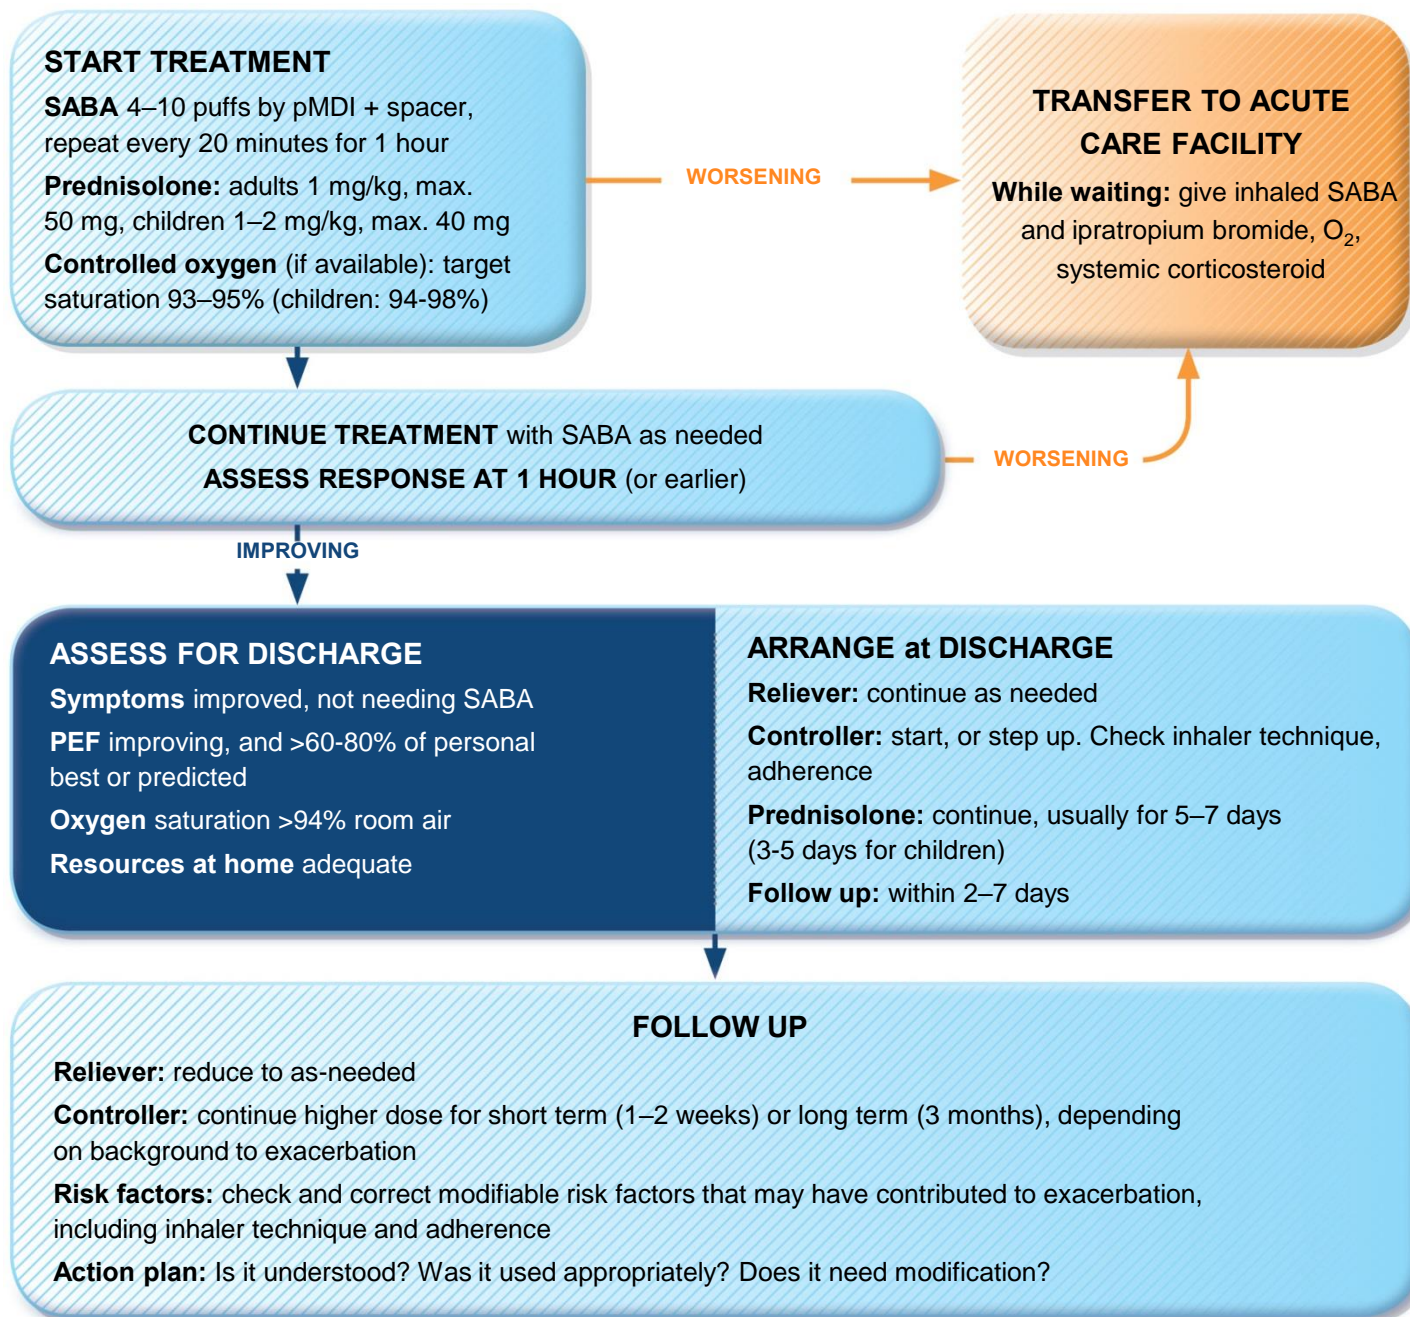 START TREATMENT
SABA 4–10 puffs by pMDI + spacer,
repeat every 20 minutes for 1 hour
Prednisolone: adults 1 mg/kg, max.
50 mg, children 1–2 mg/kg, max. 40 mg
Controlled oxygen (if available): target
saturation 93–95% (children: 94-98%)
WORSENING
TRANSFER TO ACUTE
CARE FACILITY
While waiting: give inhaled SABA
and ipratropium bromide, O₂,
systemic corticosteroid
CONTINUE TREATMENT with SABA as needed
ASSESS RESPONSE AT 1 HOUR (or earlier)
WORSENING
IMPROVING
ASSESS FOR DISCHARGE
Symptoms improved, not needing SABA
PEF improving, and >60-80% of personal
best or predicted
Oxygen saturation >94% room air
Resources at home adequate
ARRANGE at DISCHARGE
Reliever: continue as needed
Controller: start, or step up. Check inhaler technique,
adherence
Prednisolone: continue, usually for 5–7 days
(3-5 days for children)
Follow up: within 2–7 days
FOLLOW UP
Reliever: reduce to as-needed
Controller: continue higher dose for short term (1–2 weeks) or long term (3 months), depending
on background to exacerbation
Risk factors: check and correct modifiable risk factors that may have contributed to exacerbation,
including inhaler technique and adherence
Action plan: Is it understood? Was it used appropriately? Does it need modification?